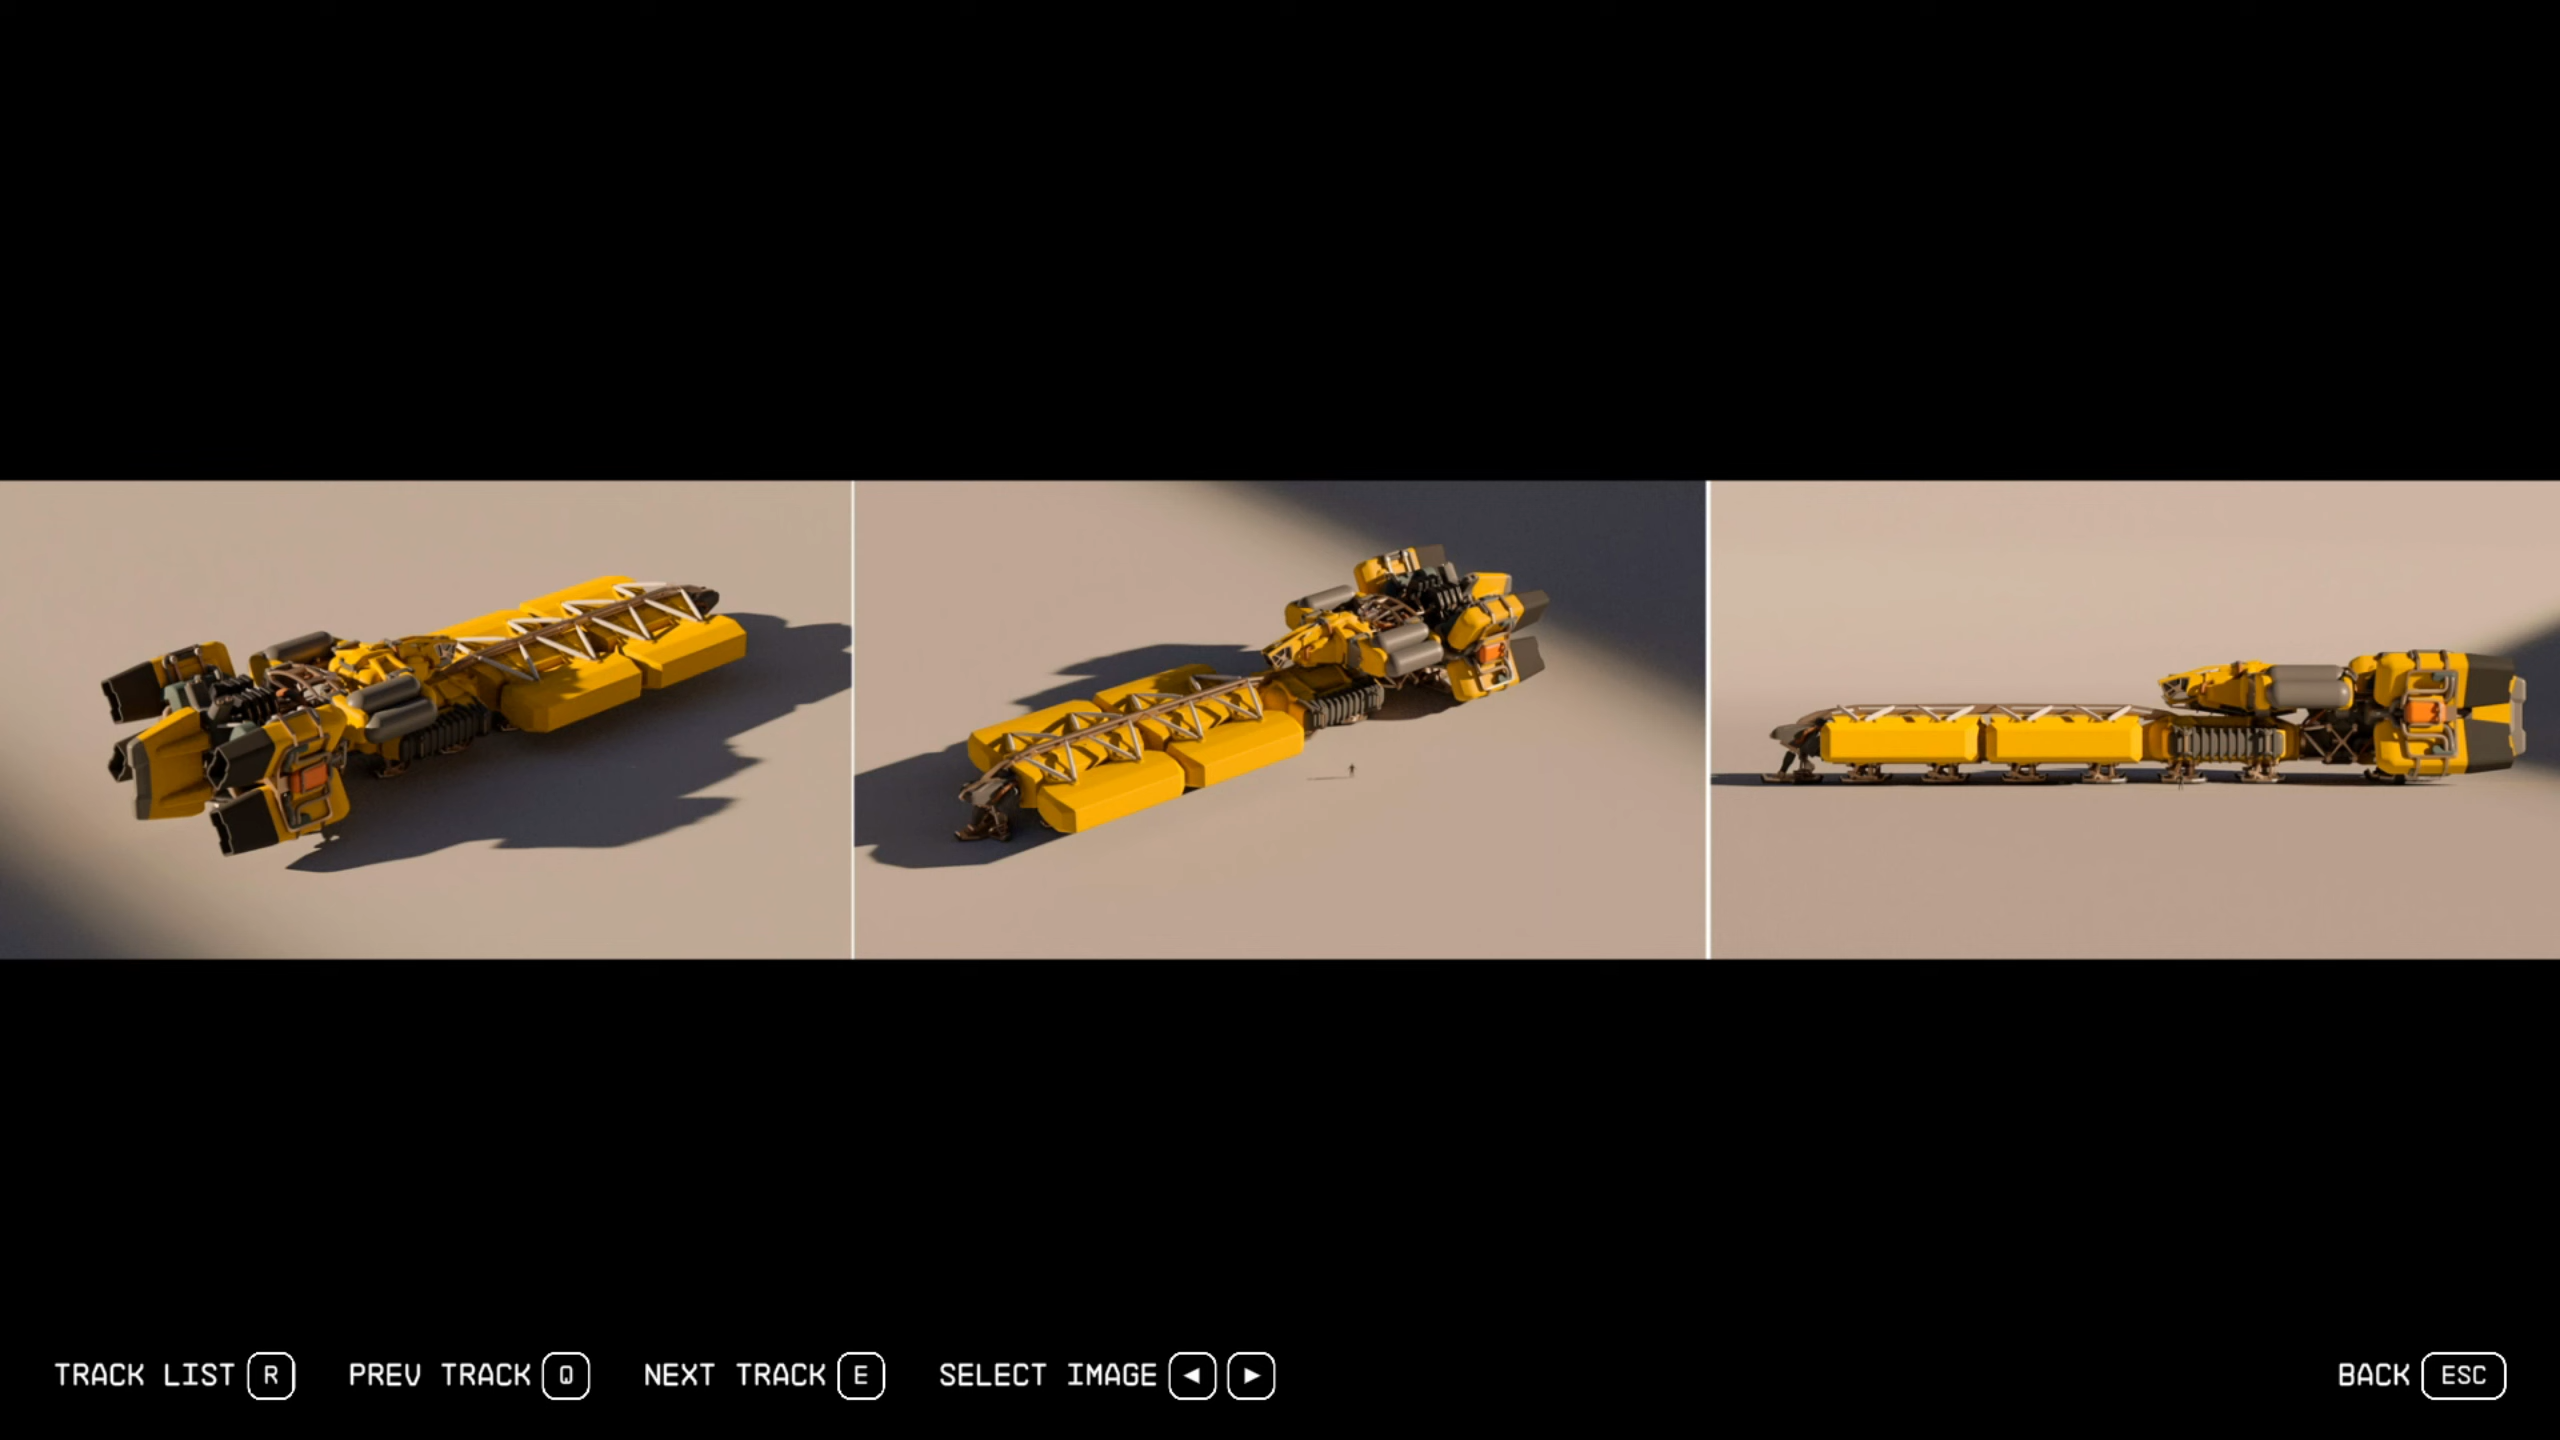 TRACK LIST R PREV TRACK Q NEXT TRACK E SELECT IMAGE ◀ ▶ BACK ESC